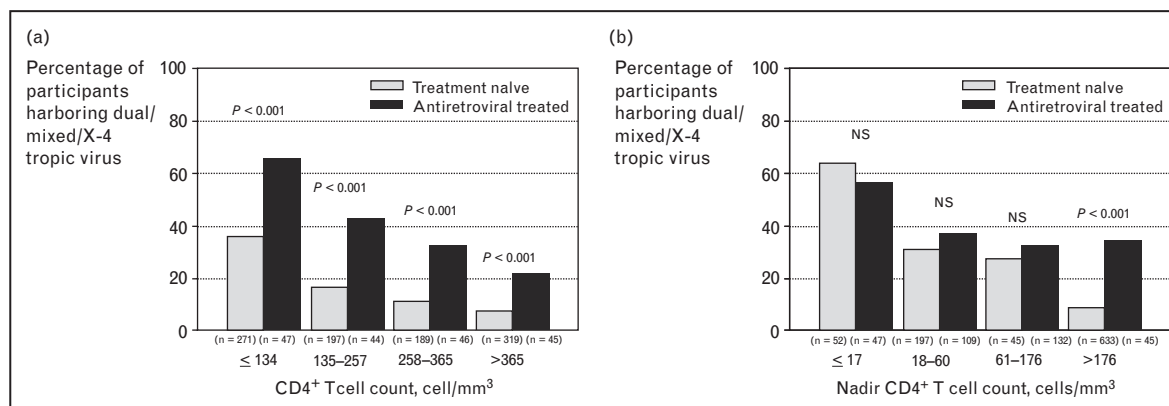 (a)
Percentage of
participants
harboring dual/
mixed/X-4
tropic virus
100
80
60
40
20
0
Treatment naïve
Antiretroviral treated
P < 0.001
P < 0.001
P < 0.001
P < 0.001
(n = 271) (n = 47) (n = 197) (n = 44) (n = 189) (n = 46) (n = 319) (n = 45)
≤ 134 135–257 258–365 >365
CD4+ Tcell count, cell/mm³
(b)
Percentage of
participants
harboring dual/
mixed/X-4
tropic virus
100
80
60
40
20
0
Treatment naïve
Antiretroviral treated
NS
NS
NS
P < 0.001
(n = 52) (n = 47) (n = 197) (n = 109) (n = 45) (n = 132) (n = 633) (n = 45)
≤ 17 18–60 61–176 >176
Nadir CD4+ T cell count, cells/mm³